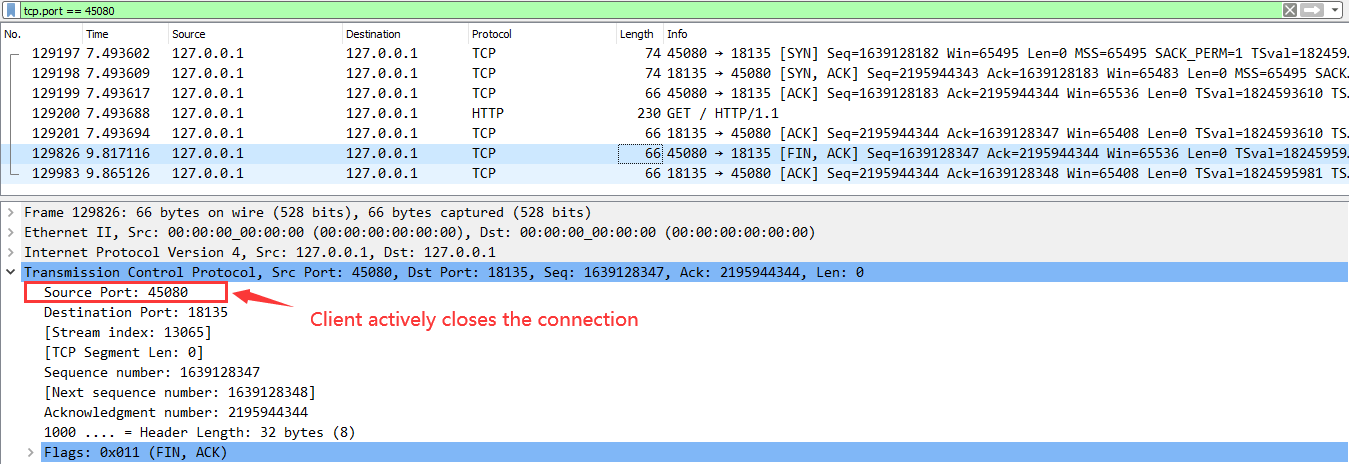 tcp.port == 45080
No. Time Source Destination Protocol Length Info
129197 7.493602 127.0.0.1 127.0.0.1 TCP 74 45080 → 18135 [SYN] Seq=1639128182 Win=65495 Len=0 MSS=65495 SACK_PERM=1 TSval=182459…
129198 7.493609 127.0.0.1 127.0.0.1 TCP 74 18135 → 45080 [SYN, ACK] Seq=2195944343 Ack=1639128183 Win=65483 Len=0 MSS=65495 SACK…
129199 7.493617 127.0.0.1 127.0.0.1 TCP 66 45080 → 18135 [ACK] Seq=1639128183 Ack=2195944344 Win=65536 Len=0 TSval=1824593610 TS…
129200 7.493688 127.0.0.1 127.0.0.1 HTTP 230 GET / HTTP/1.1
129201 7.493694 127.0.0.1 127.0.0.1 TCP 66 18135 → 45080 [ACK] Seq=2195944344 Ack=1639128347 Win=65408 Len=0 TSval=1824593610 TS…
129826 9.817116 127.0.0.1 127.0.0.1 TCP 66 45080 → 18135 [FIN, ACK] Seq=1639128347 Ack=2195944344 Win=65536 Len=0 TSval=18245959…
129983 9.865126 127.0.0.1 127.0.0.1 TCP 66 18135 → 45080 [ACK] Seq=2195944344 Ack=1639128348 Win=65408 Len=0 TSval=1824595981 TS…
Frame 129826: 66 bytes on wire (528 bits), 66 bytes captured (528 bits)
Ethernet II, Src: 00:00:00_00:00:00 (00:00:00:00:00:00), Dst: 00:00:00_00:00:00 (00:00:00:00:00:00)
Internet Protocol Version 4, Src: 127.0.0.1, Dst: 127.0.0.1
Transmission Control Protocol, Src Port: 45080, Dst Port: 18135, Seq: 1639128347, Ack: 2195944344, Len: 0
Source Port: 45080
Client actively closes the connection
Destination Port: 18135
[Stream index: 13065]
[TCP Segment Len: 0]
Sequence number: 1639128347
[Next sequence number: 1639128348]
Acknowledgment number: 2195944344
1000 .... = Header Length: 32 bytes (8)
Flags: 0x011 (FIN, ACK)